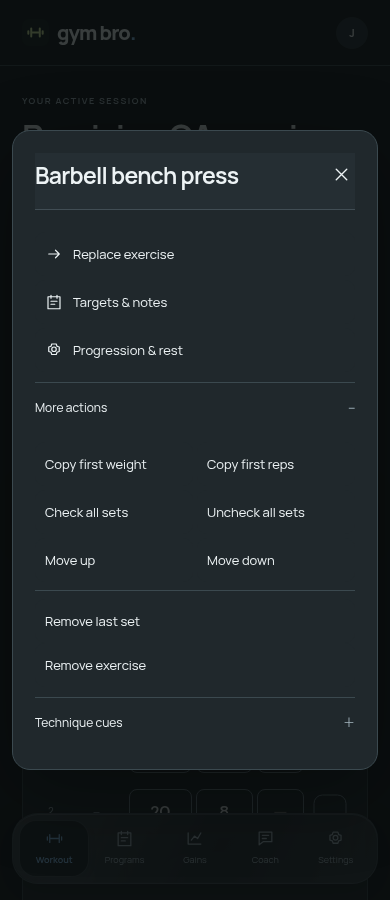 gym bro.
J
YOUR ACTIVE SESSION
Barbell bench press
Replace exercise
Targets & notes
Progression & rest
More actions
Copy first weight Copy first reps
Check all sets Uncheck all sets
Move up Move down
Remove last set
Remove exercise
Technique cues
2 20 8
Workout Programs Gains Coach Settings